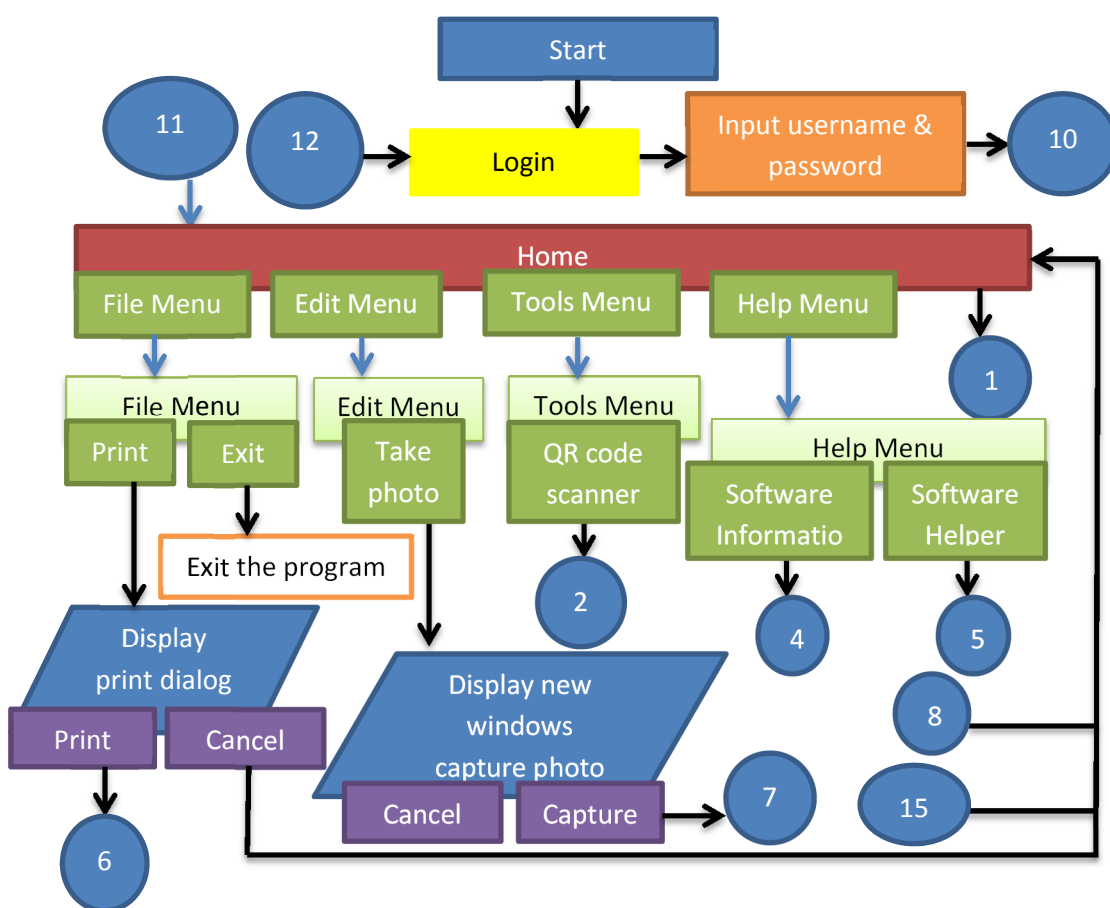 Start
11
12
Login
Input username &
password
10
Home
File Menu
Edit Menu
Tools Menu
Help Menu
1
File Menu
Print
Exit
Edit Menu
Take
photo
Tools Menu
QR code
scanner
Help Menu
Software
Informatio
Software
Helper
Exit the program
2
4
5
Display
print dialog
Print
Cancel
Display new
windows
capture photo
Cancel
Capture
7
8
15
6